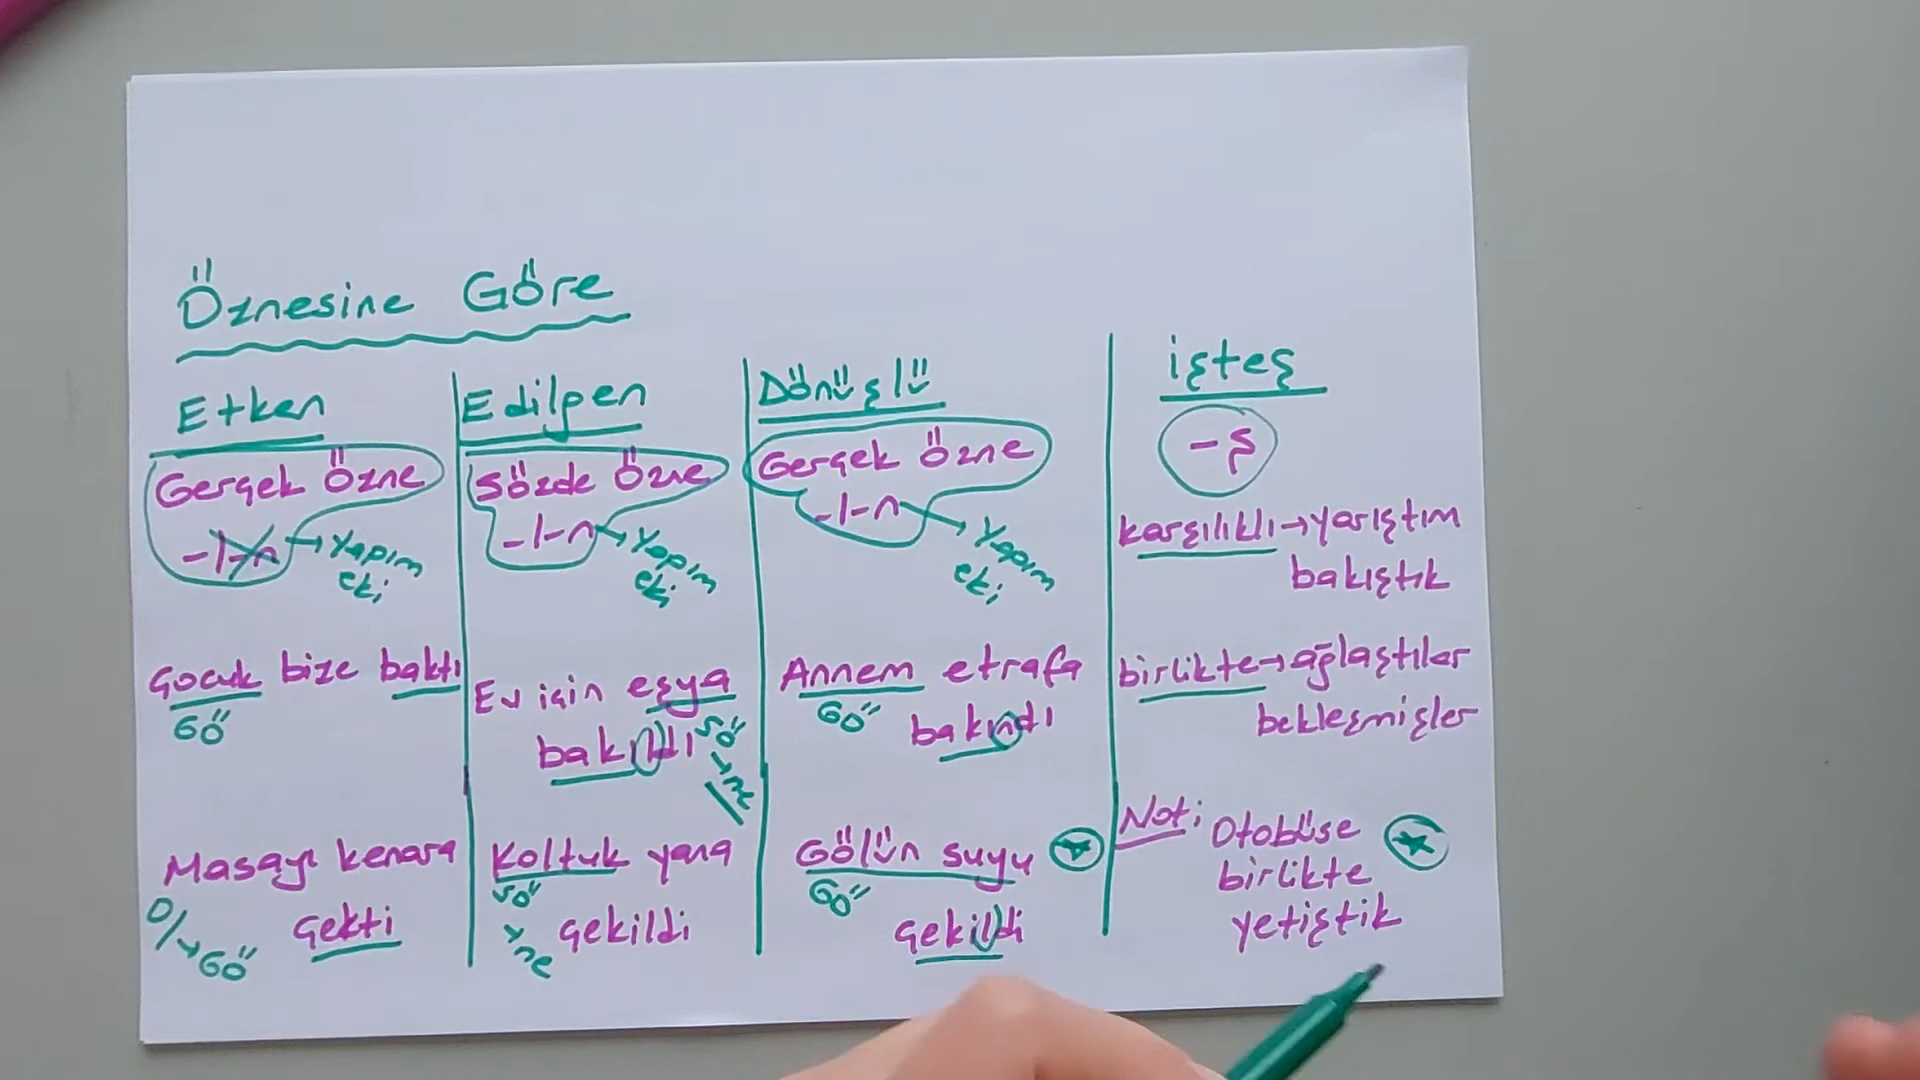 Öznesine Göre
Etken
Gerçek Özne
-l-n → Yapım
eki
Çocuk bize baktı
GÖ
Masayı kenara
çekti
O
→ GÖ
Edilgen
Sözde Özne
-l-n → Yapım
eki
Ev için eşya
bakıldı
SÖ
→ ne
Koltuk yana
SÖ
çekildi
ne
Dönüşlü
Gerçek Özne
-l-n → Yapım
eki
Annem etrafa
GÖ
bakındı
Gölün suyu
GÖ
çekildi
işteş
-ş
karşılıklı → yarıştım
bakıştık
birlikte → ağlaştılar
bekleşmişler
Not: Otobüse
birlikte
yetiştik